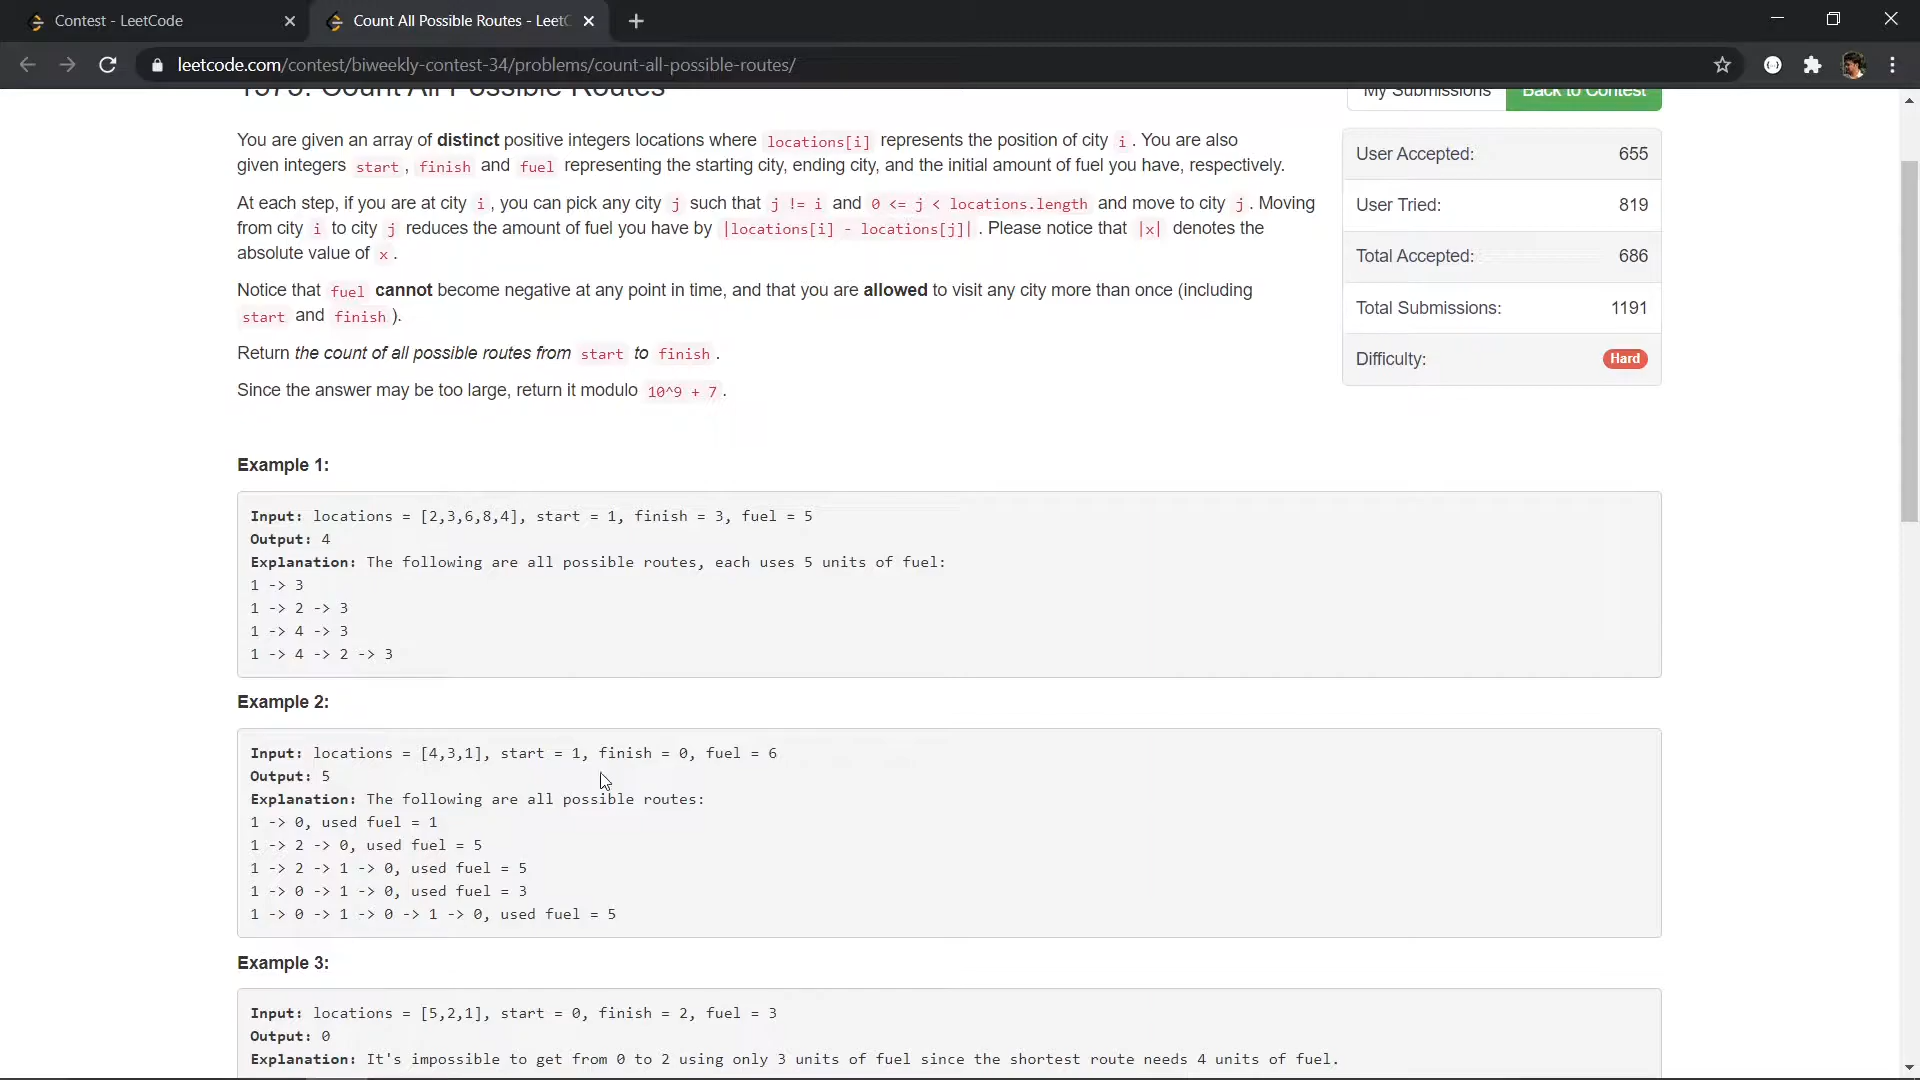 Contest - LeetCode
Count All Possible Routes - LeetC
leetcode.com/contest/biweekly-contest-34/problems/count-all-possible-routes/
Count All Possible Routes
My Submissions
Back to Contest
You are given an array of distinct positive integers locations where locations[i] represents the position of city i. You are also
given integers start, finish and fuel representing the starting city, ending city, and the initial amount of fuel you have, respectively.
At each step, if you are at city i, you can pick any city j such that j != i and 0 <= j < locations.length and move to city j. Moving
from city i to city j reduces the amount of fuel you have by |locations[i] - locations[j]|. Please notice that |x| denotes the
absolute value of x.
Notice that fuel cannot become negative at any point in time, and that you are allowed to visit any city more than once (including
start and finish).
Return the count of all possible routes from start to finish.
Since the answer may be too large, return it modulo 10^9 + 7.
User Accepted: 655
User Tried: 819
Total Accepted: 686
Total Submissions: 1191
Difficulty: Hard
Example 1:
Input: locations = [2,3,6,8,4], start = 1, finish = 3, fuel = 5
Output: 4
Explanation: The following are all possible routes, each uses 5 units of fuel:
1 -> 3
1 -> 2 -> 3
1 -> 4 -> 3
1 -> 4 -> 2 -> 3
Example 2:
Input: locations = [4,3,1], start = 1, finish = 0, fuel = 6
Output: 5
Explanation: The following are all possible routes:
1 -> 0, used fuel = 1
1 -> 2 -> 0, used fuel = 5
1 -> 2 -> 1 -> 0, used fuel = 5
1 -> 0 -> 1 -> 0, used fuel = 3
1 -> 0 -> 1 -> 0 -> 1 -> 0, used fuel = 5
Example 3:
Input: locations = [5,2,1], start = 0, finish = 2, fuel = 3
Output: 0
Explanation: It's impossible to get from 0 to 2 using only 3 units of fuel since the shortest route needs 4 units of fuel.